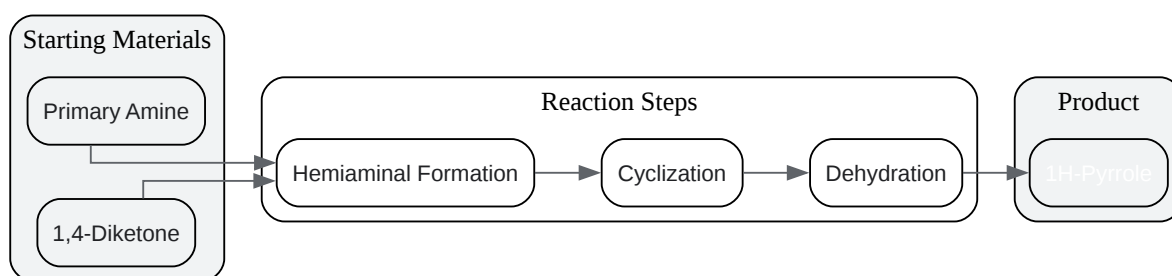 Starting Materials
Primary Amine
1,4-Diketone
Reaction Steps
Hemiaminal Formation
Cyclization
Dehydration
Product
1H-Pyrrole